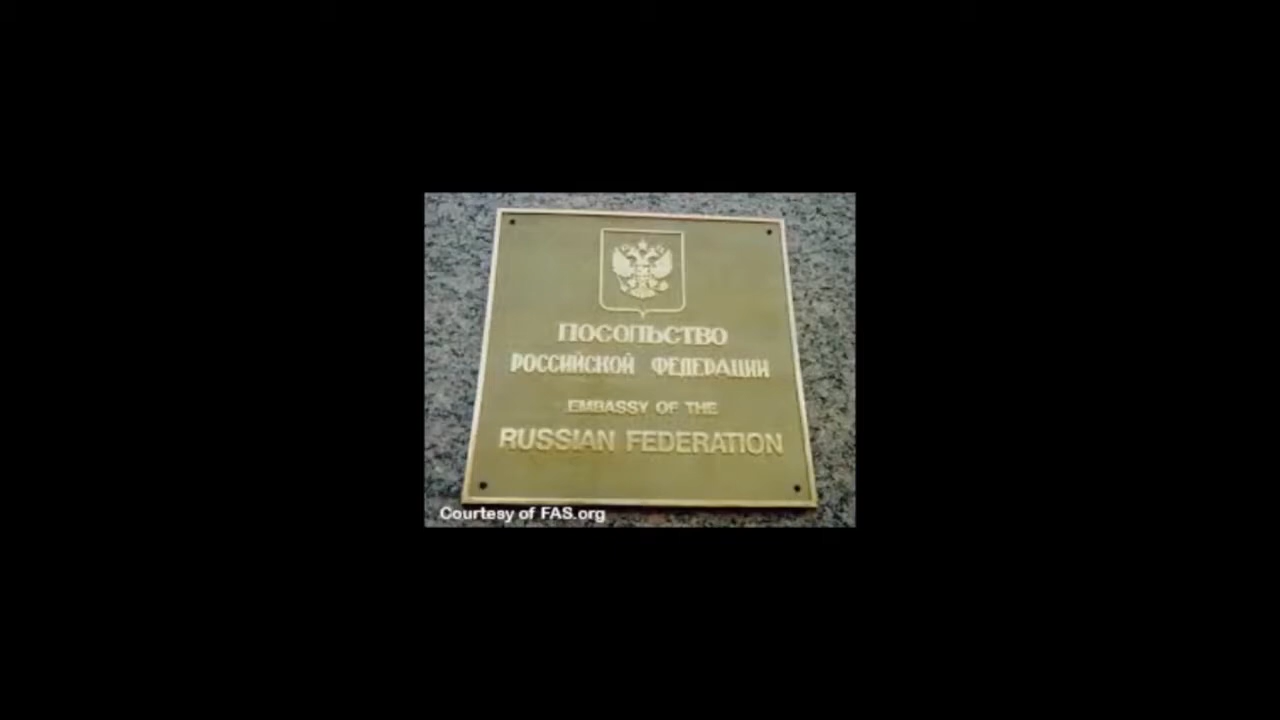 ПОСОЛЬСТВО
РОССИЙСКОЙ ФЕДЕРАЦИИ
EMBASSY OF THE
RUSSIAN FEDERATION
Courtesy of FAS.org